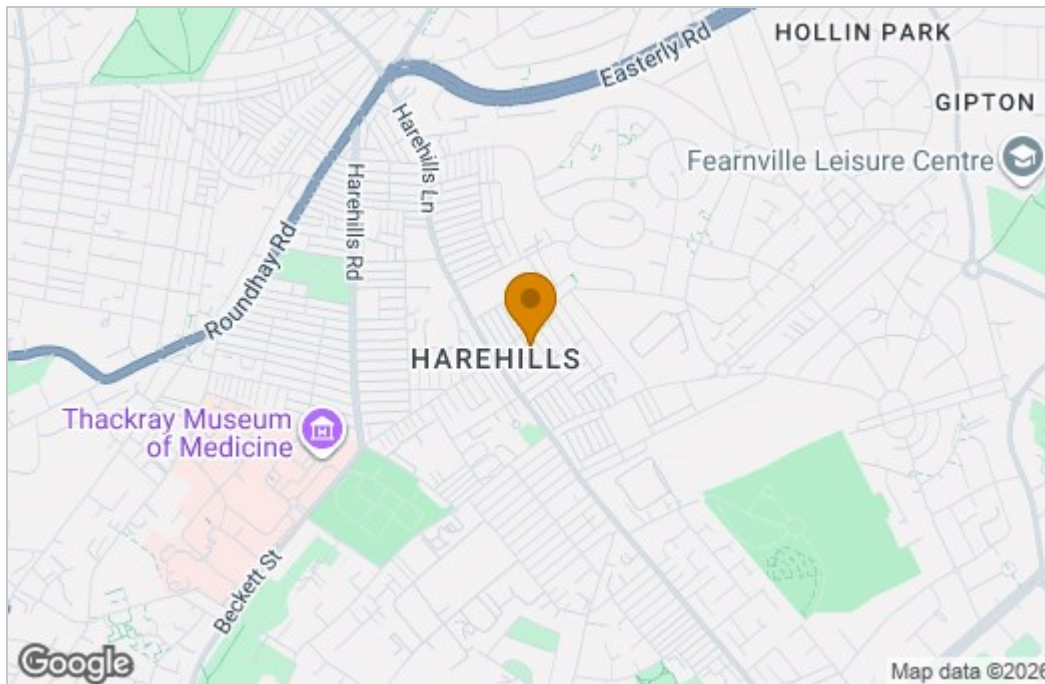 HOLLIN PARK
Easterly Rd
GIPTON
Harehills Ln
Fearnville Leisure Centre
Harehills Rd
Roundhay Rd
HAREHILLS
Thackray Museum
of Medicine
Beckett St
Google
Map data ©2026